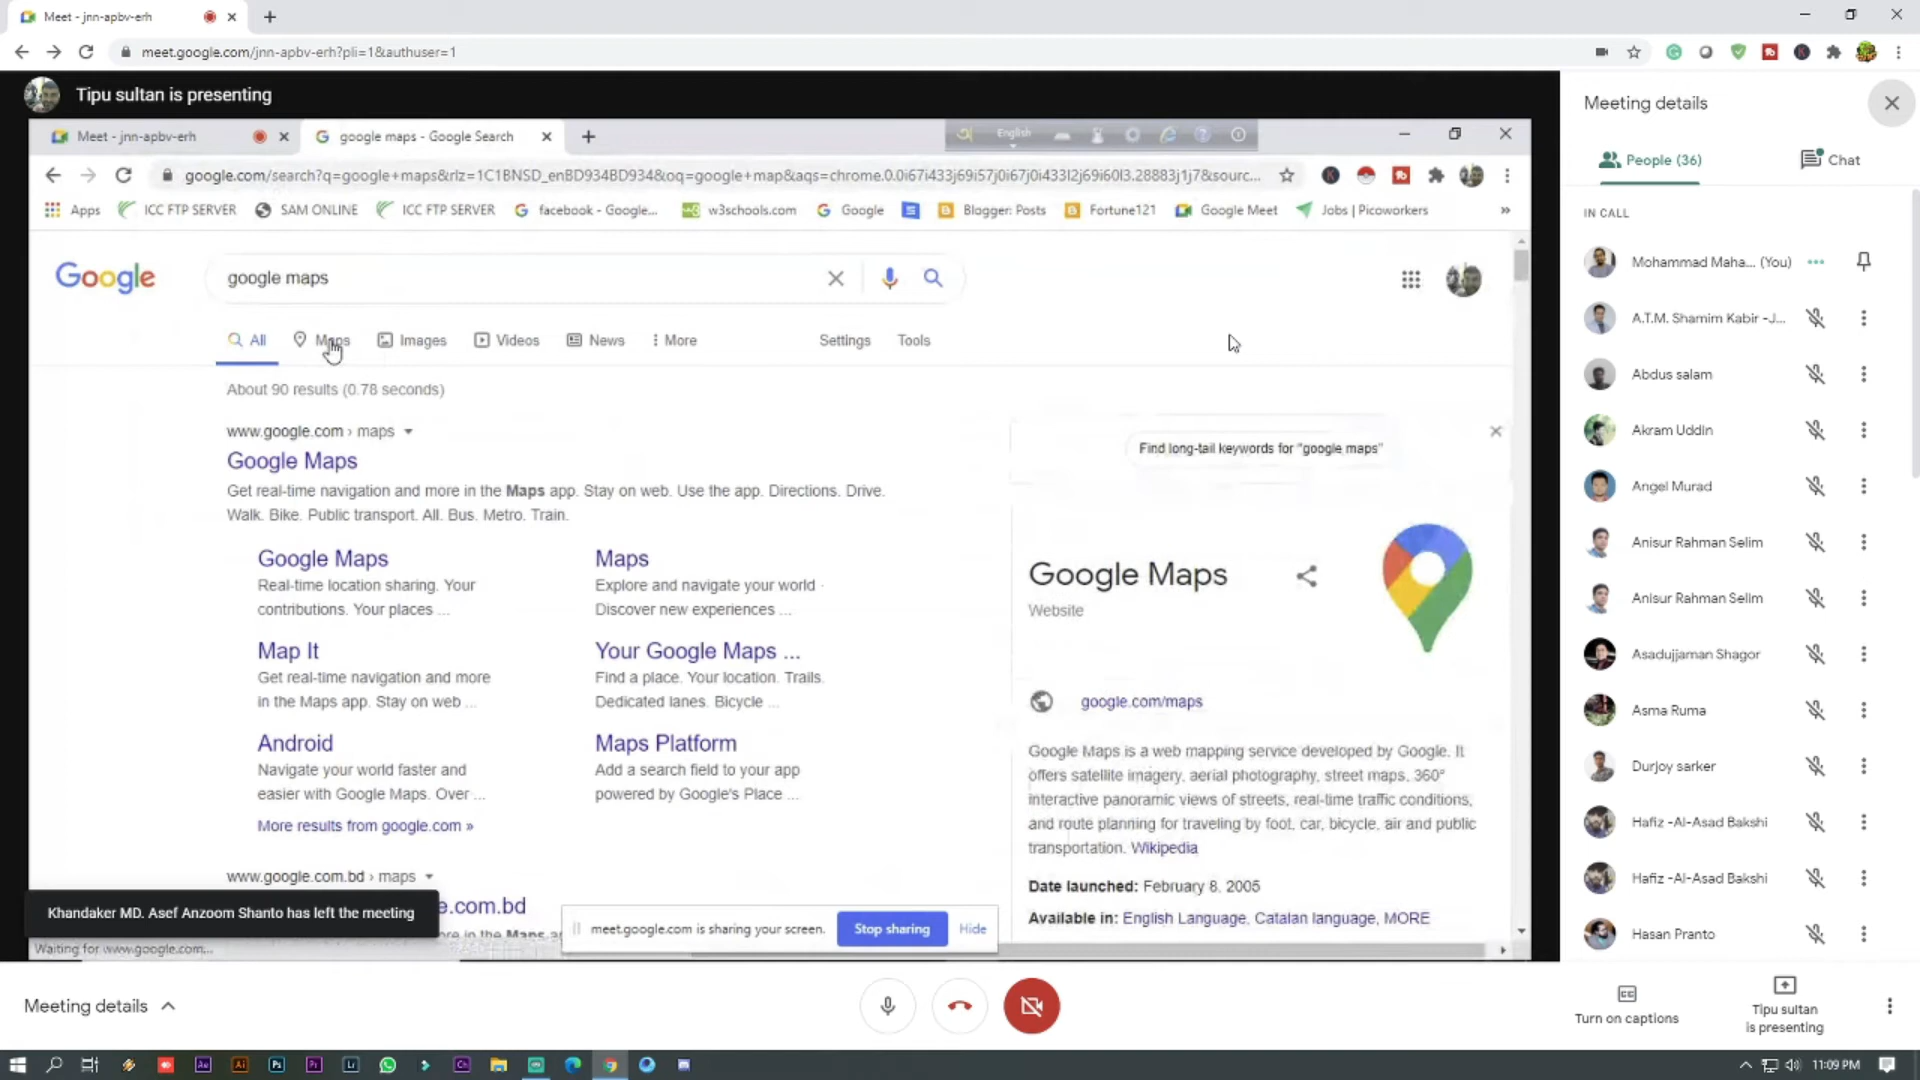 Meet - jnn-apbv-erh
meet.google.com/jnn-apbv-erh?pli=1&authuser=1
Tipu sultan is presenting
Meet - jnn-apbv-erh
google maps - Google Search
English
google.com/search?q=google+maps&rlz=1C1BNSD_enBD934BD934&oq=google+map&aqs=chrome.0.0i67i433j69i57j0i67j0i433l2j69i60l3.28883j1j7&sourc...
Apps
ICC FTP SERVER
SAM ONLINE
ICC FTP SERVER
facebook - Google...
w3schools.com
Google
Blogger: Posts
Fortune121
Google Meet
Jobs | Picoworkers
»
Google
google maps
All
Maps
Images
Videos
News
More
Settings
Tools
About 90 results (0.78 seconds)
www.google.com › maps
Google Maps
Get real-time navigation and more in the Maps app. Stay on web. Use the app. Directions. Drive.
Walk. Bike. Public transport. All. Bus. Metro. Train.
Google Maps
Real-time location sharing. Your
contributions. Your places ...
Maps
Explore and navigate your world ·
Discover new experiences ...
Map It
Get real-time navigation and more
in the Maps app. Stay on web ...
Your Google Maps ...
Find a place. Your location. Trails.
Dedicated lanes. Bicycle ...
Android
Navigate your world faster and
easier with Google Maps. Over ...
Maps Platform
Add a search field to your app
powered by Google's Place ...
More results from google.com »
www.google.com.bd › maps
e.com.bd
Find long-tail keywords for "google maps"
Google Maps
Website
google.com/maps
Google Maps is a web mapping service developed by Google. It
offers satellite imagery, aerial photography, street maps, 360°
interactive panoramic views of streets, real-time traffic conditions,
and route planning for traveling by foot, car, bicycle, air and public
transportation. Wikipedia
Date launched: February 8, 2005
Available in: English Language, Catalan language, MORE
Khandaker MD. Asef Anzoom Shanto has left the meeting
Waiting for www.google.com...
meet.google.com is sharing your screen.
Stop sharing
Hide
Meeting details
People (36)
Chat
IN CALL
Mohammad Maha... (You)
A.T.M. Shamim Kabir -J...
Abdus salam
Akram Uddin
Angel Murad
Anisur Rahman Selim
Anisur Rahman Selim
Asadujjaman Shagor
Asma Ruma
Durjoy sarker
Hafiz -Al-Asad Bakshi
Hafiz -Al-Asad Bakshi
Hasan Pranto
Meeting details
Turn on captions
Tipu sultan
is presenting
11:09 PM